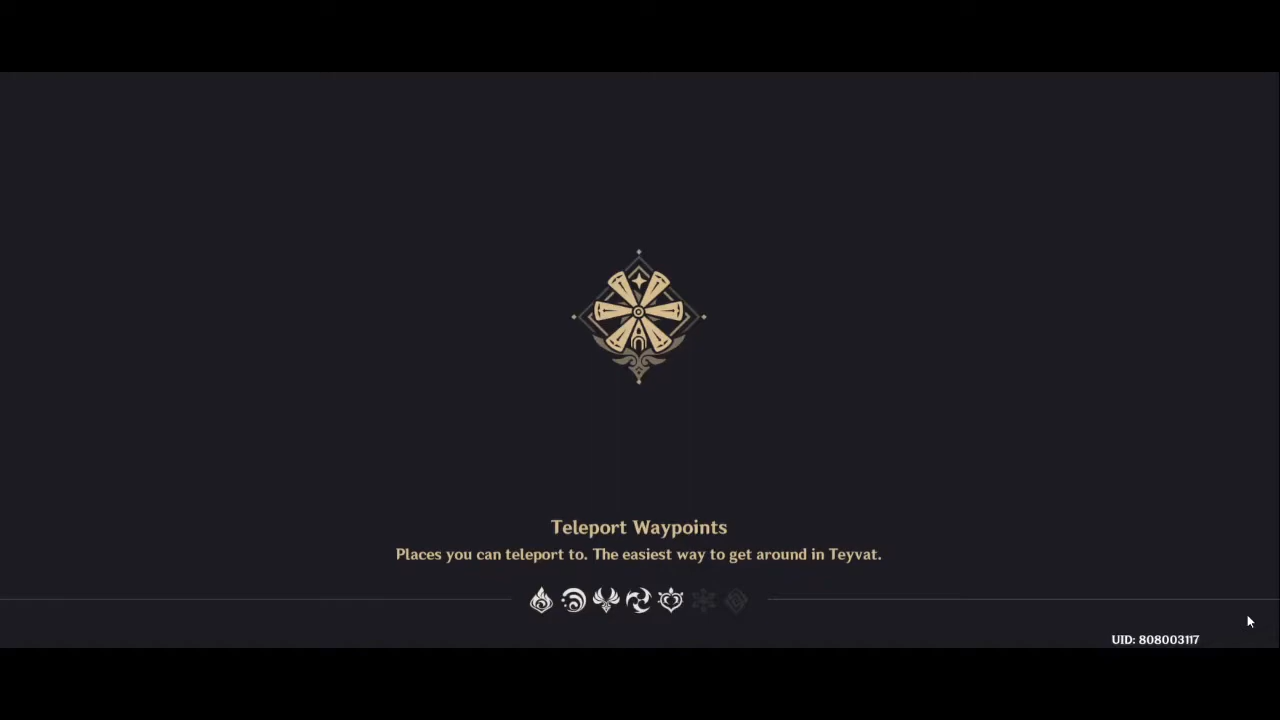 Teleport Waypoints
Places you can teleport to. The easiest way to get around in Teyvat.
UID: 808003117